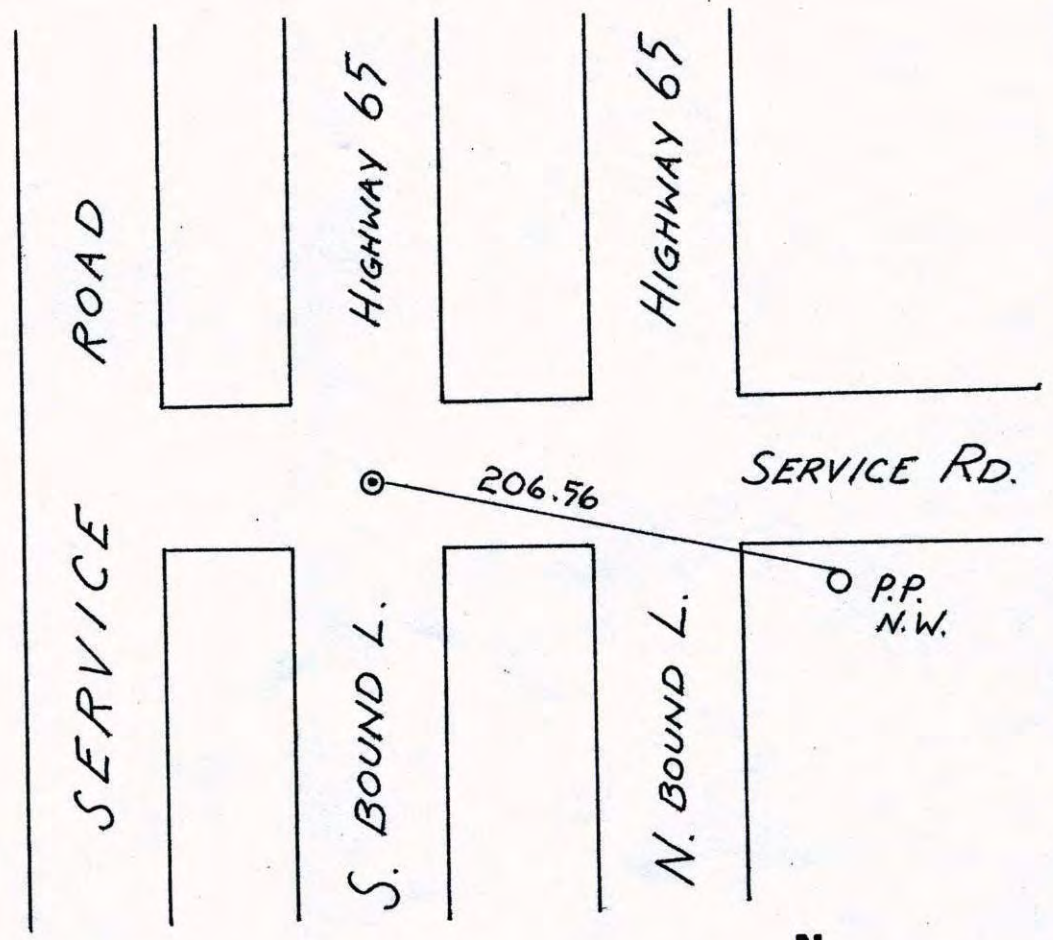 SERVICE ROAD
HIGHWAY 65
S. BOUND L.
HIGHWAY 65
N. BOUND L.
206.56
SERVICE RD.
P.P.
N.W.
N